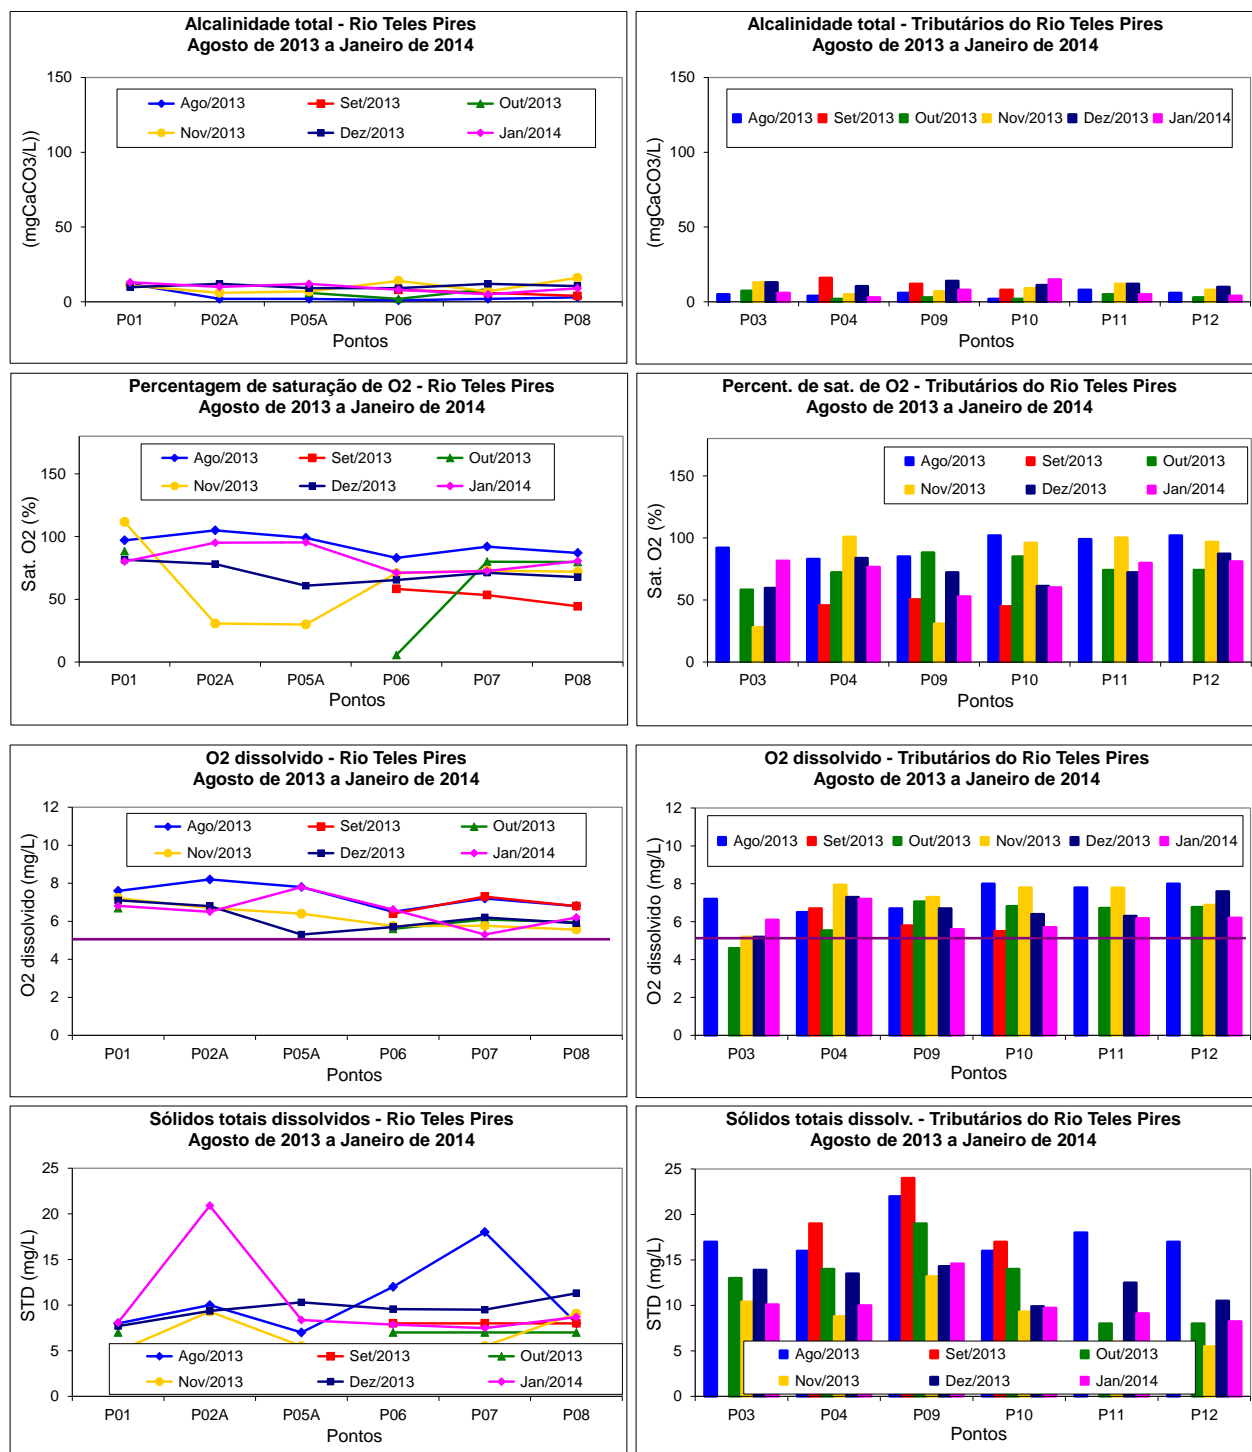 Alcalinidade total - Rio Teles Pires
Agosto de 2013 a Janeiro de 2014
150
100
50
0
(mgCaCO3/L))
Ago/2013 Set/2013 Out/2013
Nov/2013 Dez/2013 Jan/2014
P01 P02A P05A P06 P07 P08
Pontos
Alcalinidade total - Tributários do Rio Teles Pires
Agosto de 2013 a Janeiro de 2014
150
100
50
0
(mgCaCO3/L)
Ago/2013 Set/2013 Out/2013 Nov/2013 Dez/2013 Jan/2014
P03 P04 P09 P10 P11 P12
Pontos
Percentagem de saturação de O2 - Rio Teles Pires
Agosto de 2013 a Janeiro de 2014
150
100
50
0
Sat. O2 (%)
Ago/2013 Set/2013 Out/2013
Nov/2013 Dez/2013 Jan/2014
P01 P02A P05A P06 P07 P08
Pontos
Percent. de sat. de O2 - Tributários do Rio Teles Pires
Agosto de 2013 a Janeiro de 2014
150
100
50
0
Sat. O2 (%)
Ago/2013 Set/2013 Out/2013
Nov/2013 Dez/2013 Jan/2014
P03 P04 P09 P10 P11 P12
Pontos
O2 dissolvido - Rio Teles Pires
Agosto de 2013 a Janeiro de 2014
12
10
8
6
4
2
0
O2 dissolvido (mg/L)
Ago/2013 Set/2013 Out/2013
Nov/2013 Dez/2013 Jan/2014
P01 P02A P05A P06 P07 P08
Pontos
O2 dissolvido - Tributários do Rio Teles Pires
Agosto de 2013 a Janeiro de 2014
12
10
8
6
4
2
0
O2 dissolvido (mg/L)
Ago/2013 Set/2013 Out/2013 Nov/2013 Dez/2013 Jan/2014
P03 P04 P09 P10 P11 P12
Pontos
Sólidos totais dissolvidos - Rio Teles Pires
Agosto de 2013 a Janeiro de 2014
25
20
15
10
5
0
STD (mg/L)
Ago/2013 Set/2013 Out/2013
Nov/2013 Dez/2013 Jan/2014
P01 P02A P05A P06 P07 P08
Pontos
Sólidos totais dissolv. - Tributários do Rio Teles Pires
Agosto de 2013 a Janeiro de 2014
25
20
15
10
5
0
STD (mg/L)
Ago/2013 Set/2013 Out/2013
Nov/2013 Dez/2013 Jan/2014
P03 P04 P09 P10 P11 P12
Pontos